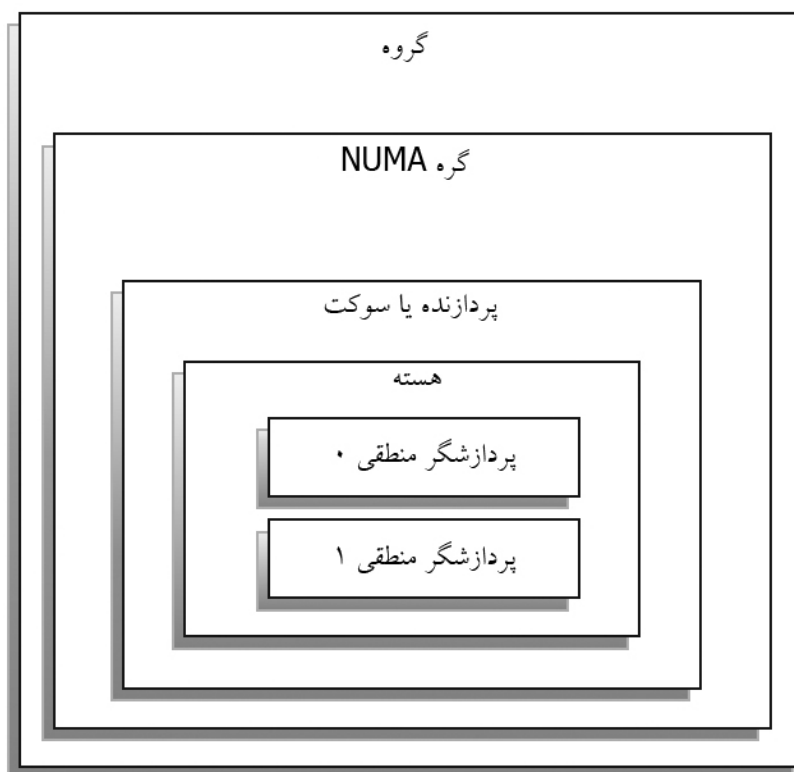 گروه
گره NUMA
پردازنده یا سوکت
هسته
پردازشگر منطقی ۰
پردازشگر منطقی ۱